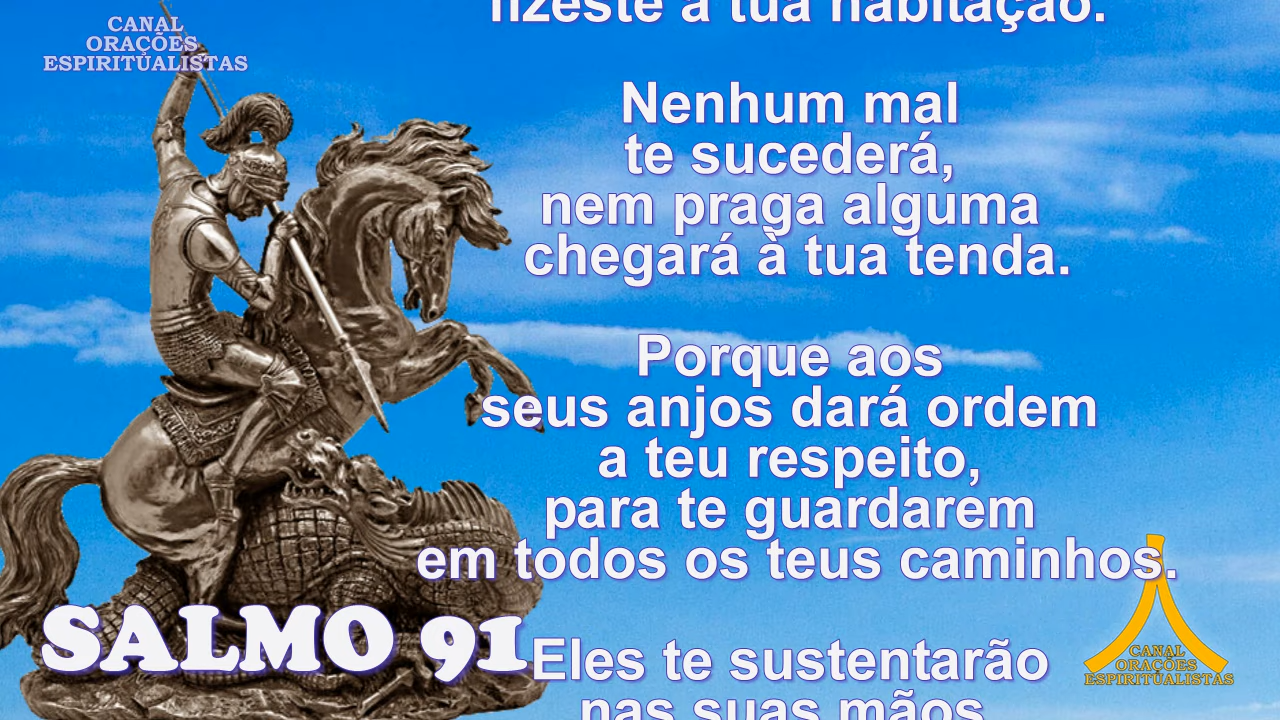 CANAL
ORAÇÕES
ESPIRITUALISTAS
fizeste a tua habitação.
Nenhum mal
te sucederá,
nem praga alguma
chegará à tua tenda.
Porque aos
seus anjos dará ordem
a teu respeito,
para te guardarem
em todos os teus caminhos.
Eles te sustentarão
nas suas mãos
SALMO 91
CANAL
ORAÇÕES
ESPIRITUALISTAS